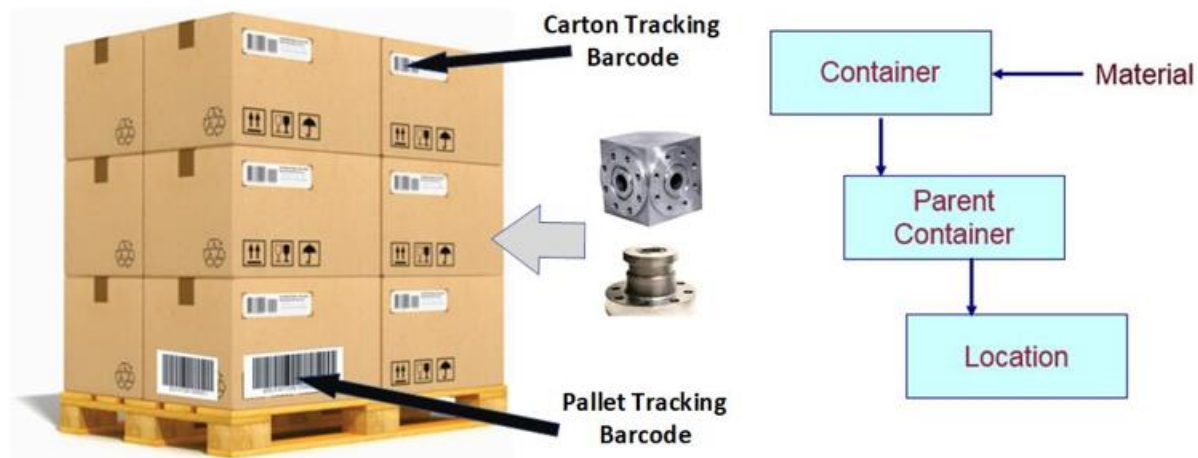 Carton Tracking
Barcode
Pallet Tracking
Barcode
Container
Material
Parent
Container
Location